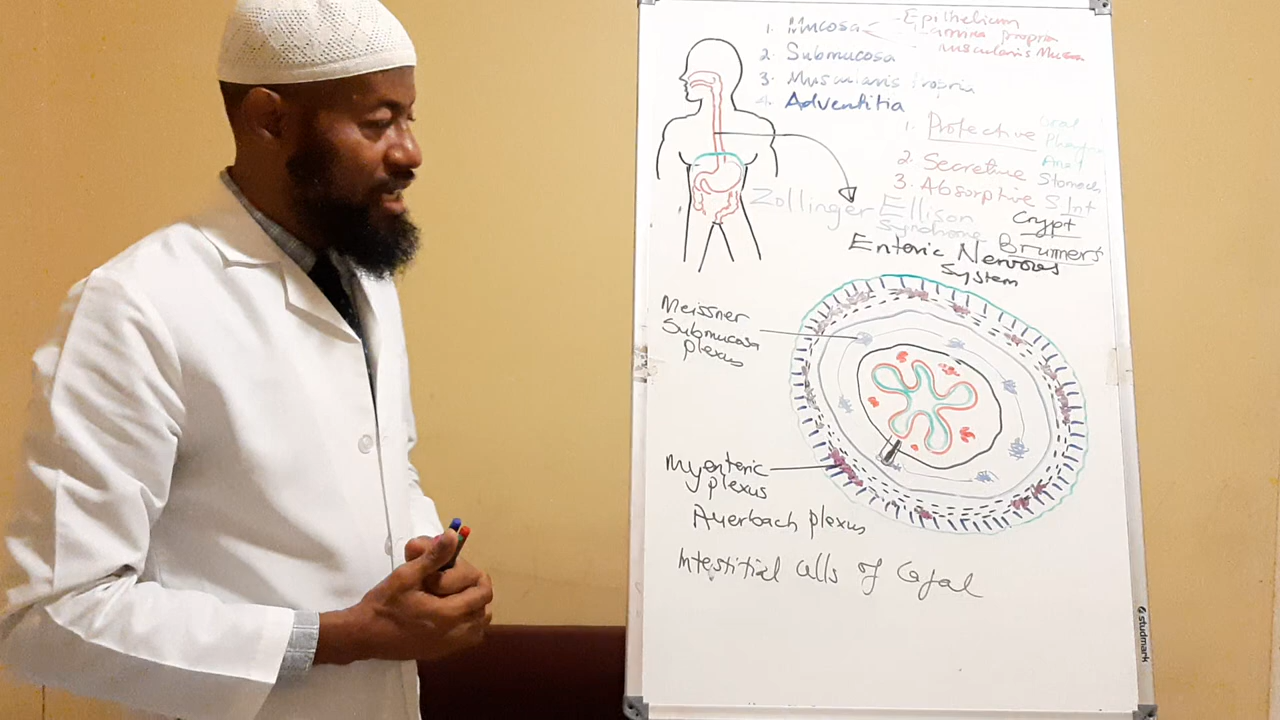 1. Mucosa
- Epithelium
- Lamina propria
- Muscularis Mucosa
2. Submucosa
3. Muscularis Propria
4. Adventitia
1. Protective
Oral
Anal
2. Secretive
Stomach
3. Absorptive
S Int
Crypt
Brunners
Zollinger Ellison
Syndrome
Enteric Nervous
System
Meissner
Submucosa
plexus
Myenteric
plexus
Auerbach plexus
Intestitial cells of Cajal
studmark